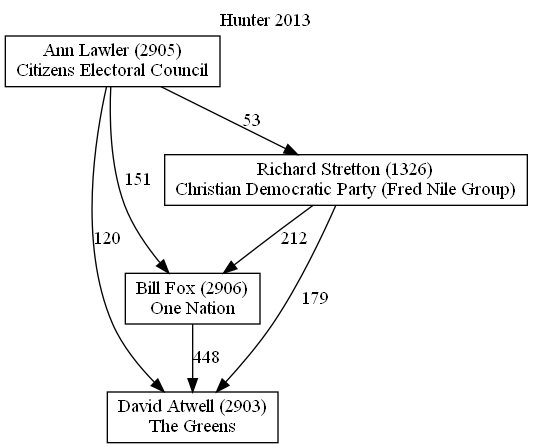 Hunter 2013
Ann Lawler (2905)
Citizens Electoral Council
53
Richard Stretton (1326)
Christian Democratic Party (Fred Nile Group)
151
120
212
Bill Fox (2906)
One Nation
179
448
David Atwell (2903)
The Greens